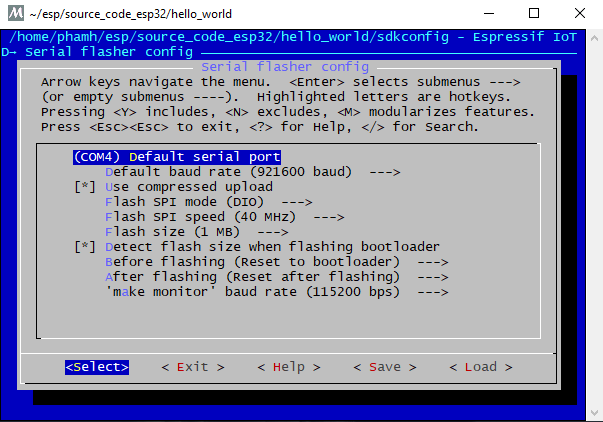 M ~/esp/source_code_esp32/hello_world
/home/phamh/esp/source_code_esp32/hello_world/sdkconfig - Espressif IoT
D→ Serial flasher config
Serial flasher config
Arrow keys navigate the menu.  <Enter> selects submenus --->
(or empty submenus ----).  Highlighted letters are hotkeys.
Pressing <Y> includes, <N> excludes, <M> modularizes features.
Press <Esc><Esc> to exit, <?> for Help, </> for Search.
(COM4) Default serial port
Default baud rate (921600 baud)  --->
[*] Use compressed upload
Flash SPI mode (DIO)  --->
Flash SPI speed (40 MHz)  --->
Flash size (1 MB)  --->
[*] Detect flash size when flashing bootloader
Before flashing (Reset to bootloader)  --->
After flashing (Reset after flashing)  --->
'make monitor' baud rate (115200 bps)  --->
<Select>    < Exit >    < Help >    < Save >    < Load >